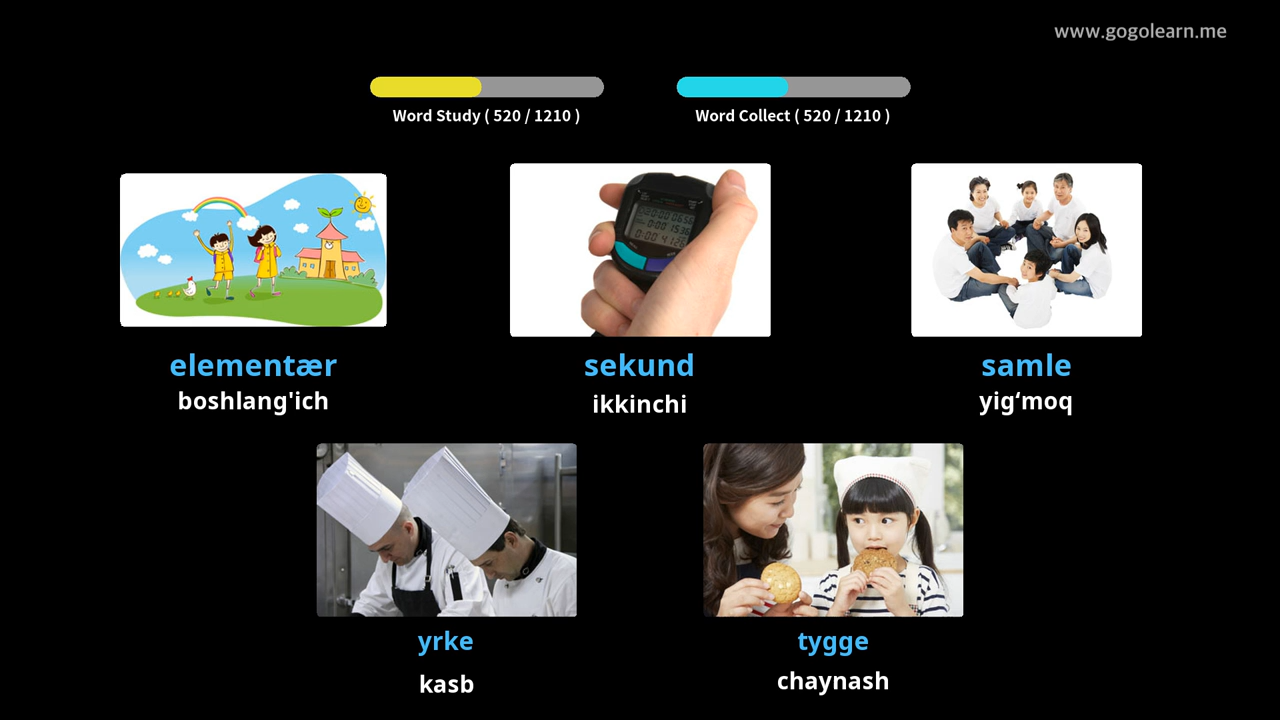 www.gogolearn.me
Word Study ( 520 / 1210 )
Word Collect ( 520 / 1210 )
elementær
boshlang'ich
sekund
ikkinchi
samle
yig‘moq
yrke
kasb
tygge
chaynash